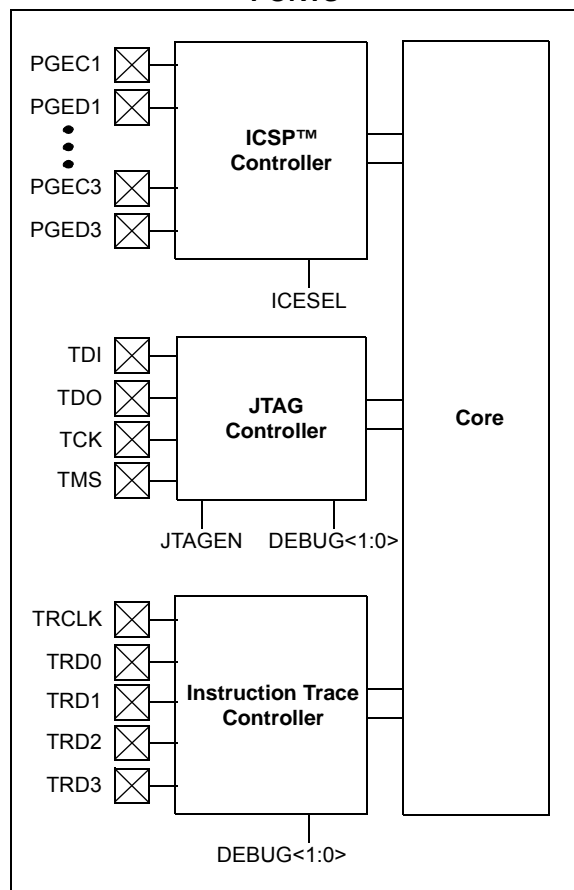 PGEC1
PGED1
PGEC3
PGED3
ICSP™
Controller
ICESEL
TDI
TDO
TCK
TMS
JTAG
Controller
JTAGEN DEBUG<1:0>
Core
TRCLK
TRD0
TRD1
TRD2
TRD3
Instruction Trace
Controller
DEBUG<1:0>